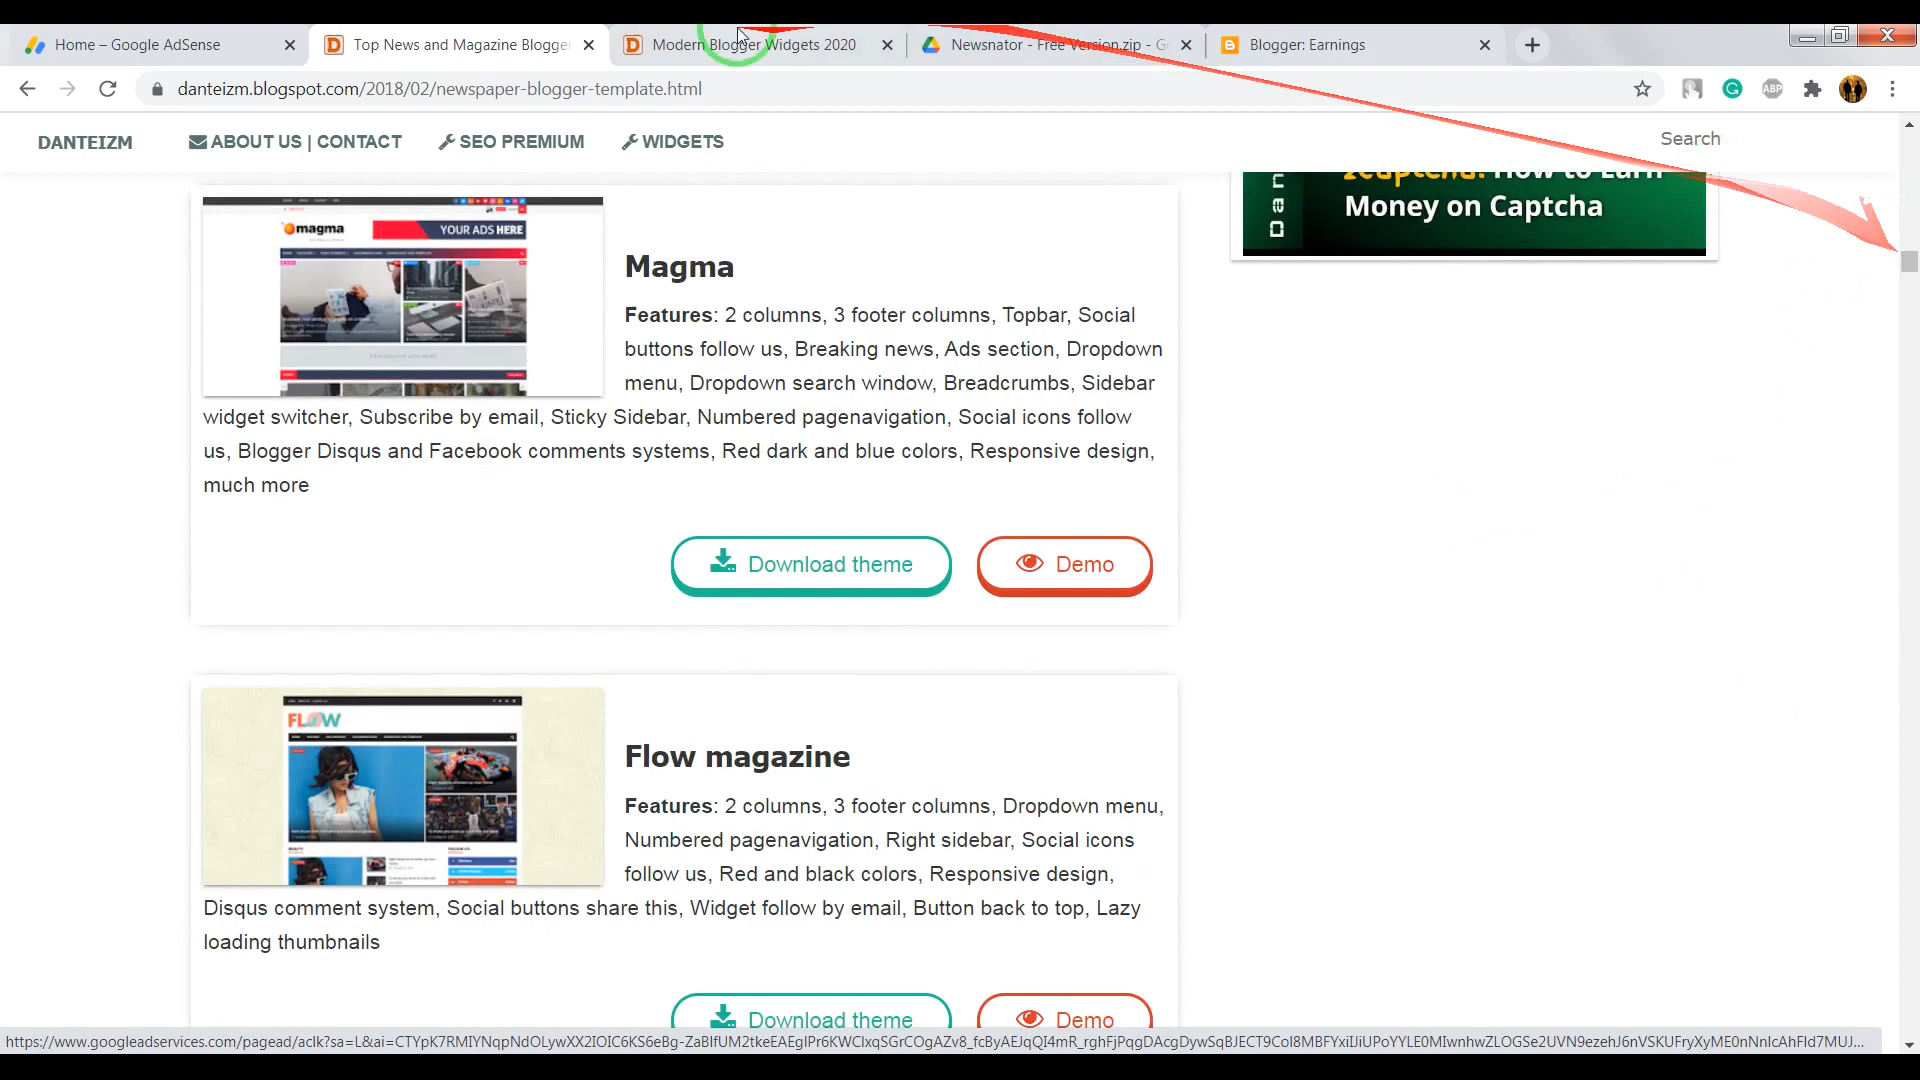 Home – Google AdSense
Top News and Magazine Blogger
Modern Blogger Widgets 2020
Newsnator - Free Version.zip - Go
Blogger: Earnings
danteizm.blogspot.com/2018/02/newspaper-blogger-template.html
ABP
DANTEIZM
ABOUT US | CONTACT
SEO PREMIUM
WIDGETS
Search
How to Earn
Money on Captcha
magma
YOUR ADS HERE
Magma
Features: 2 columns, 3 footer columns, Topbar, Social
buttons follow us, Breaking news, Ads section, Dropdown
menu, Dropdown search window, Breadcrumbs, Sidebar
widget switcher, Subscribe by email, Sticky Sidebar, Numbered pagenavigation, Social icons follow
us, Blogger Disqus and Facebook comments systems, Red dark and blue colors, Responsive design,
much more
Download theme
Demo
FLOW
Flow magazine
Features: 2 columns, 3 footer columns, Dropdown menu,
Numbered pagenavigation, Right sidebar, Social icons
follow us, Red and black colors, Responsive design,
Disqus comment system, Social buttons share this, Widget follow by email, Button back to top, Lazy
loading thumbnails
Download theme
Demo